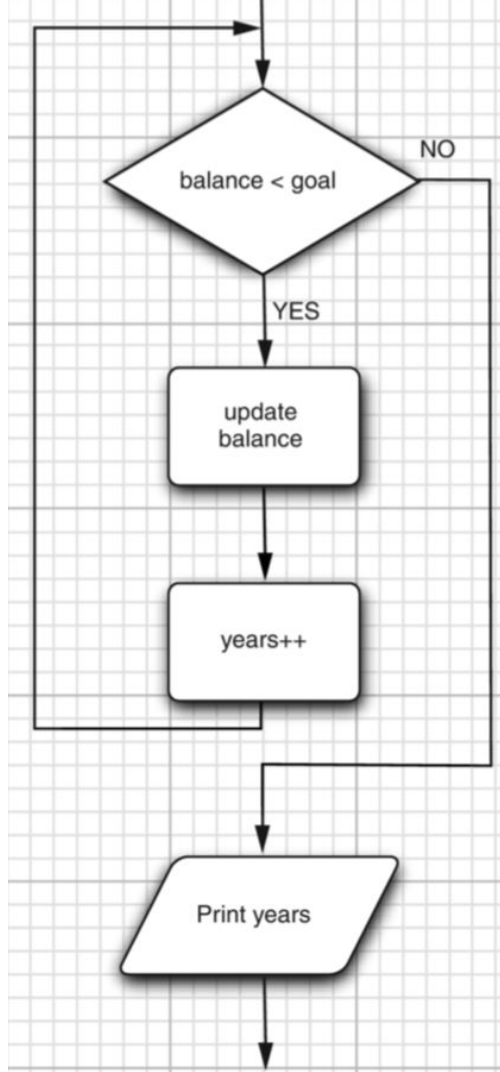 balance < goal
NO
YES
update
balance
years++
Print years